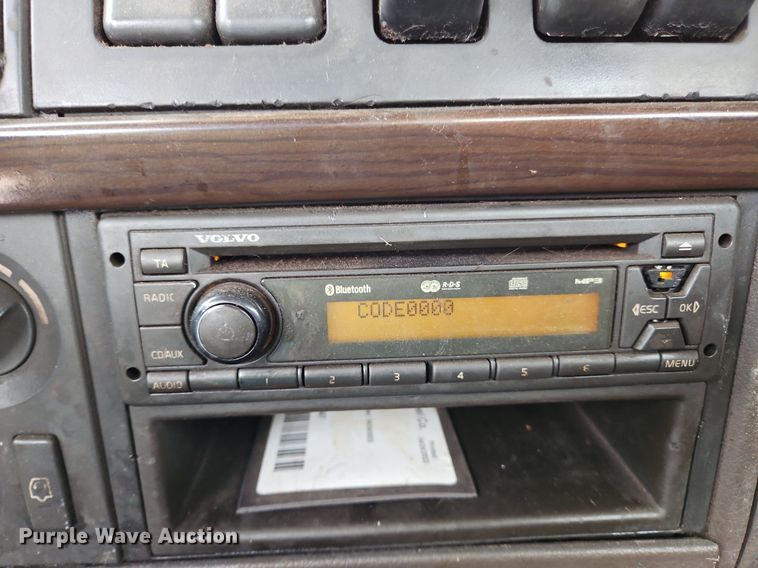 VOLVO
TA
Bluetooth R·D·S MP3
RADIO
CODE0000
ESC OK
CD/AUX
AUDIO 1 2 3 4 5 6 MENU
Purple Wave Auction